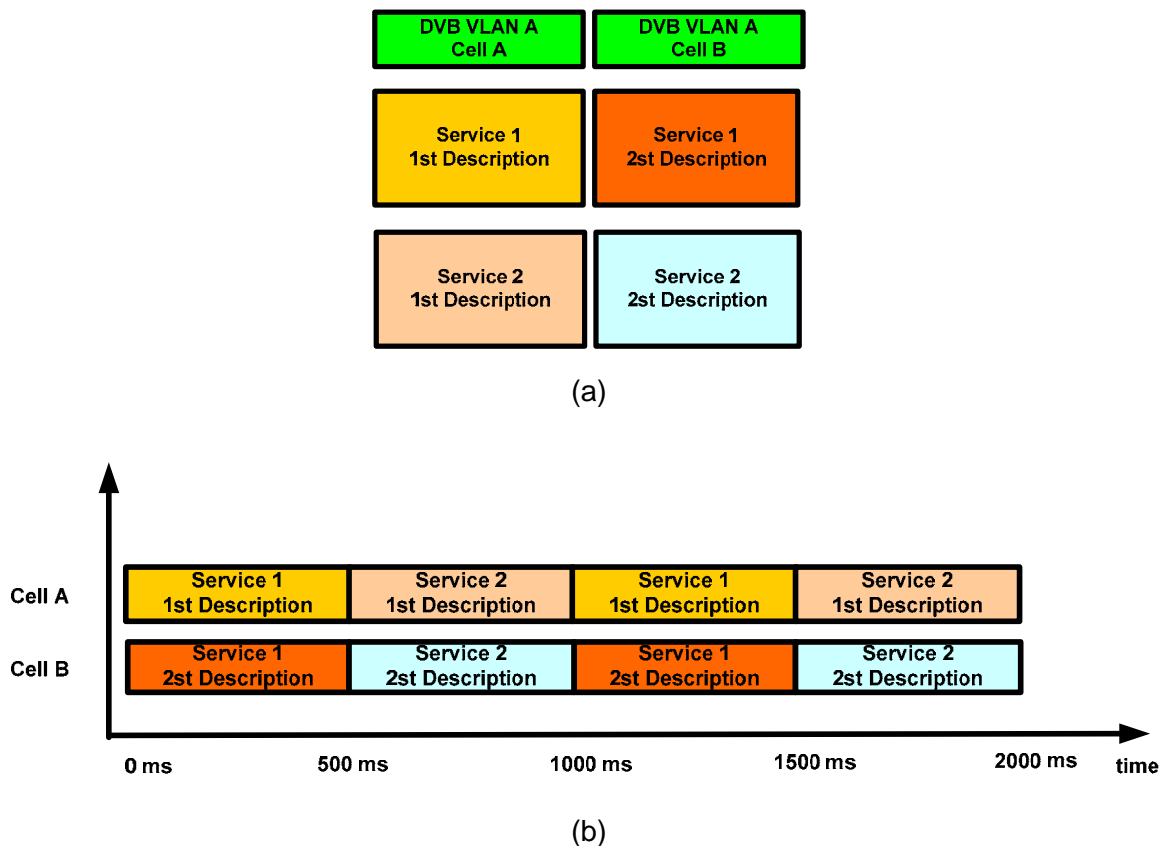 DVB VLAN A
Cell A
DVB VLAN A
Cell B
Service 1
1st Description
Service 1
2st Description
Service 2
1st Description
Service 2
2st Description
(a)
Cell A
Service 1
1st Description
Service 2
1st Description
Service 1
1st Description
Service 2
1st Description
Cell B
Service 1
2st Description
Service 2
2st Description
Service 1
2st Description
Service 2
2st Description
0 ms
500 ms
1000 ms
1500 ms
2000 ms
time
(b)